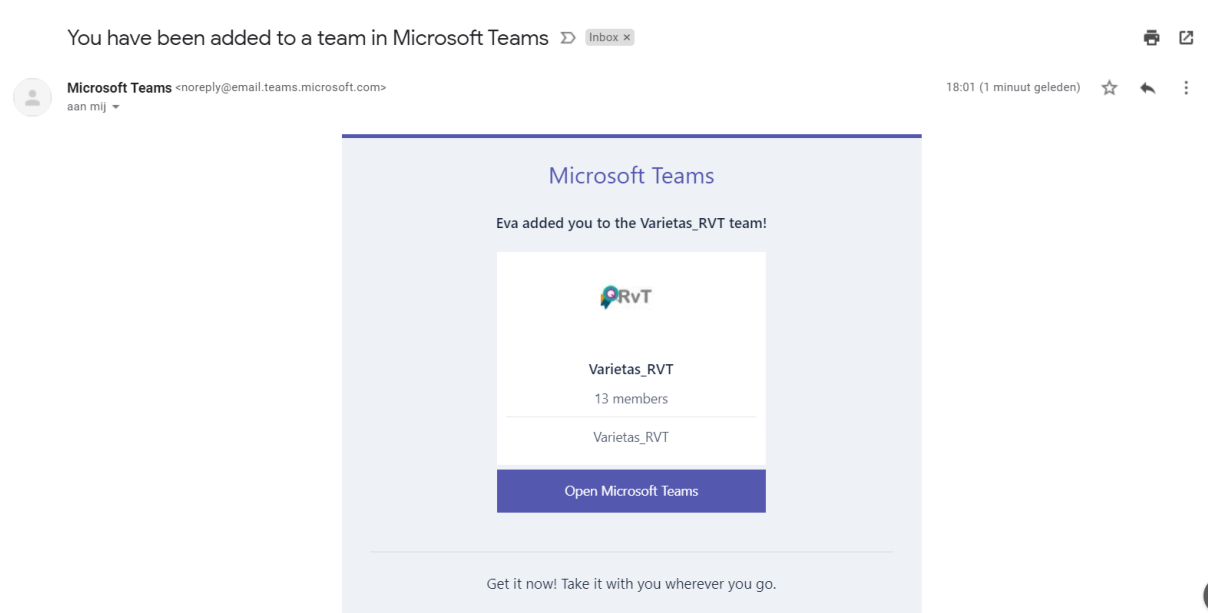 You have been added to a team in Microsoft Teams Inbox ×
Microsoft Teams <noreply@email.teams.microsoft.com> 18:01 (1 minuut geleden)
aan mij
Microsoft Teams
Eva added you to the Varietas_RVT team!
RvT
Varietas_RVT
13 members
Varietas_RVT
Open Microsoft Teams
Get it now! Take it with you wherever you go.